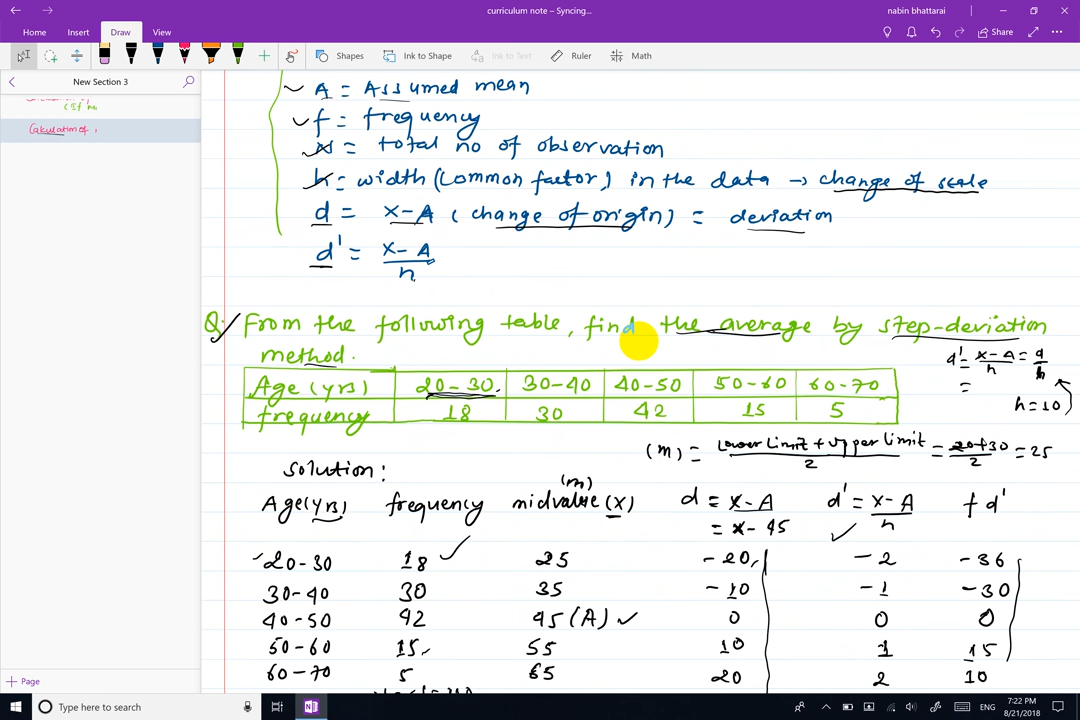 curriculum note – Syncing...
nabin bhattarai
Home Insert Draw View
Share
Shapes Ink to Shape Ink to Text Ruler Math
New Section 3
Calculation of ,
A = Assumed mean
f = frequency
N = total no of observation
h = width (common factor) in the data → change of scale
d = x-A (change of origin) = deviation
d' = x-A / h
Q. From the following table, find the average by step-deviation
method.
d' = x-A / h = d / h
=
h=10
Age (yrs) 20-30 30-40 40-50 50-60 60-70
frequency 18 30 42 15 5
(m) = Lower Limit + Upper Limit / 2 = 20+30 / 2 = 25
Solution:
Age(yrs) frequency midvalue (x) (m) d = x-A d' = x-A / h f d'
= x-45
20-30 18 25 -20 -2 -36
30-40 30 35 -10 -1 -30
40-50 42 45(A) 0 0 0
50-60 15 55 10 1 15
60-70 5 65 20 2 10
+ Page
Type here to search
ENG
7:22 PM
8/21/2018